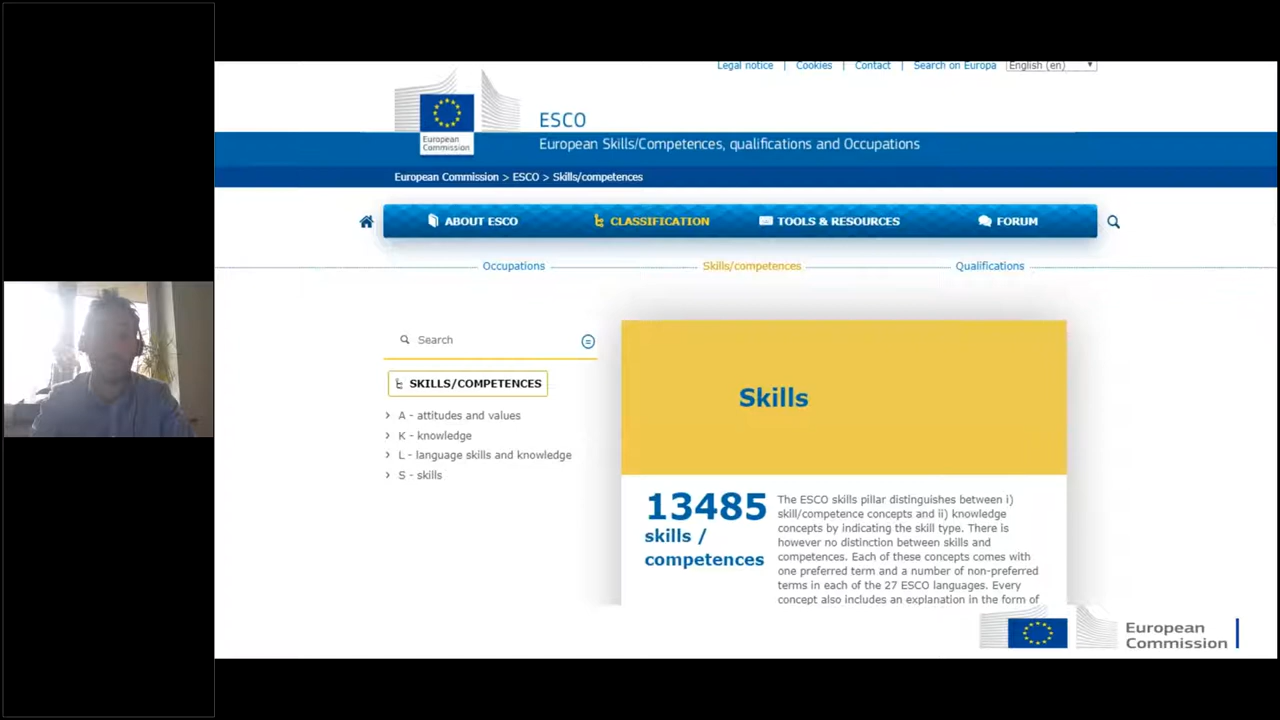 Legal notice | Cookies | Contact | Search on Europa English (en)
European
Commission
ESCO
European Skills/Competences, qualifications and Occupations
European Commission > ESCO > Skills/competences
ABOUT ESCO CLASSIFICATION TOOLS & RESOURCES FORUM
Occupations Skills/competences Qualifications
Search
SKILLS/COMPETENCES
A - attitudes and values
K - knowledge
L - language skills and knowledge
S - skills
Skills
13485
skills /
competences
The ESCO skills pillar distinguishes between i)
skill/competence concepts and ii) knowledge
concepts by indicating the skill type. There is
however no distinction between skills and
competences. Each of these concepts comes with
one preferred term and a number of non-preferred
terms in each of the 27 ESCO languages. Every
concept also includes an explanation in the form of
European
Commission